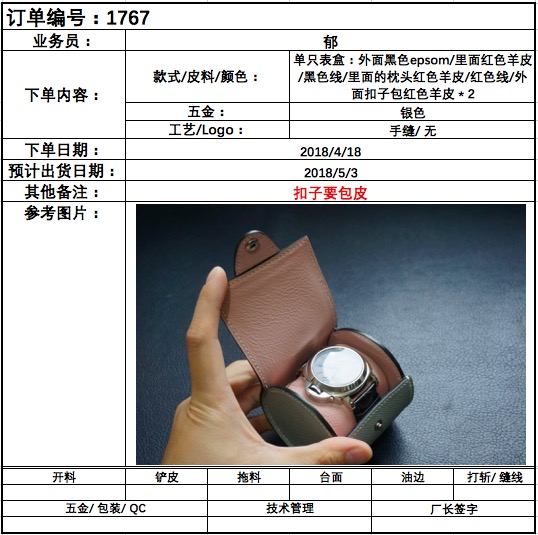 订单编号：1767
业务员：
郁
下单内容：
款式/皮料/颜色：
单只表盒：外面黑色epsom/里面红色羊皮
/黑色线/里面的枕头红色羊皮/红色线/外
面扣子包红色羊皮＊2
五金：
银色
工艺/Logo：
手缝/ 无
下单日期：
2018/4/18
预计出货日期：
2018/5/3
其他备注：
扣子要包皮
参考图片：
开料
铲皮
拖料
台面
油边
打斩/ 缝线
五金/ 包装/ QC
技术管理
厂长签字